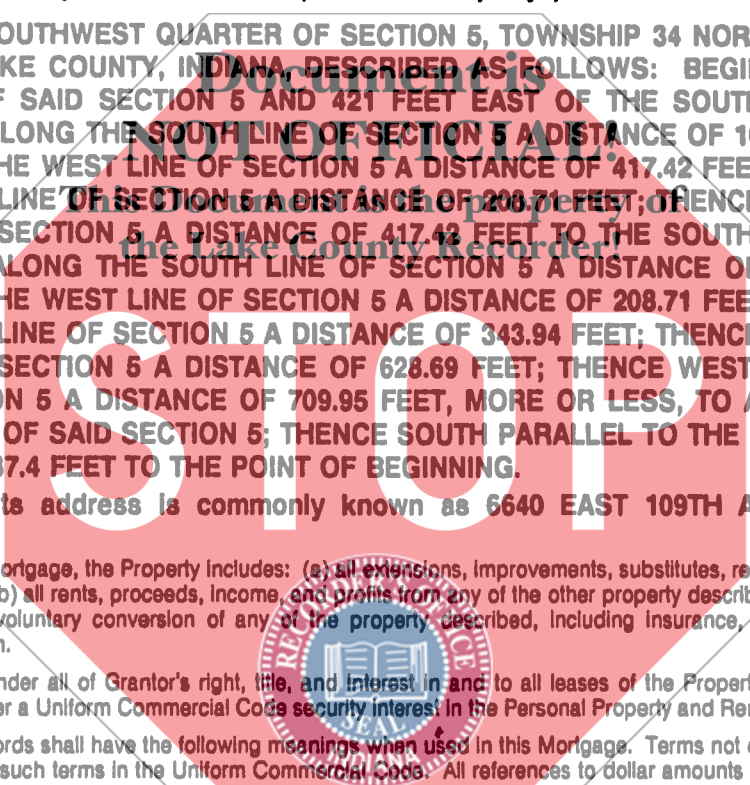 OUTHWEST QUARTER OF SECTION 5, TOWNSHIP 34 NOR
KE COUNTY, INDIANA, DESCRIBED AS FOLLOWS: BEGI
F SAID SECTION 5 AND 421 FEET EAST OF THE SOUT
LONG THE SOUTH LINE OF SECTION 5 A DISTANCE OF 1
HE WEST LINE OF SECTION 5 A DISTANCE OF 417.42 FEE
LINE OF SECTION 5 A DISTANCE OF 208.71 FEET; THENC
SECTION 5 A DISTANCE OF 417.42 FEET TO THE SOUTH
ALONG THE SOUTH LINE OF SECTION 5 A DISTANCE O
HE WEST LINE OF SECTION 5 A DISTANCE OF 208.71 FEE
LINE OF SECTION 5 A DISTANCE OF 343.94 FEET; THENC
SECTION 5 A DISTANCE OF 628.69 FEET; THENCE WEST
ON 5 A DISTANCE OF 709.95 FEET, MORE OR LESS, TO A
OF SAID SECTION 5; THENCE SOUTH PARALLEL TO THE
7.4 FEET TO THE POINT OF BEGINNING.
ts address is commonly known as 6640 EAST 109TH A
ortgage, the Property includes: (a) all extensions, improvements, substitutes, re
b) all rents, proceeds, income, and profits from any of the other property describ
voluntary conversion of any of the property described, including insurance,
n.
nder all of Grantor's right, title, and interest in and to all leases of the Propert
er a Uniform Commercial Code security interest in the Personal Property and Re
ords shall have the following meanings when used in this Mortgage. Terms not
such terms in the Uniform Commercial Code. All references to dollar amounts
Document is
NOT OFFICIAL!
This Document is the property of
the Lake County Recorder!
STOP
RECORDER'S OFFICE
SEAL
INDIANA